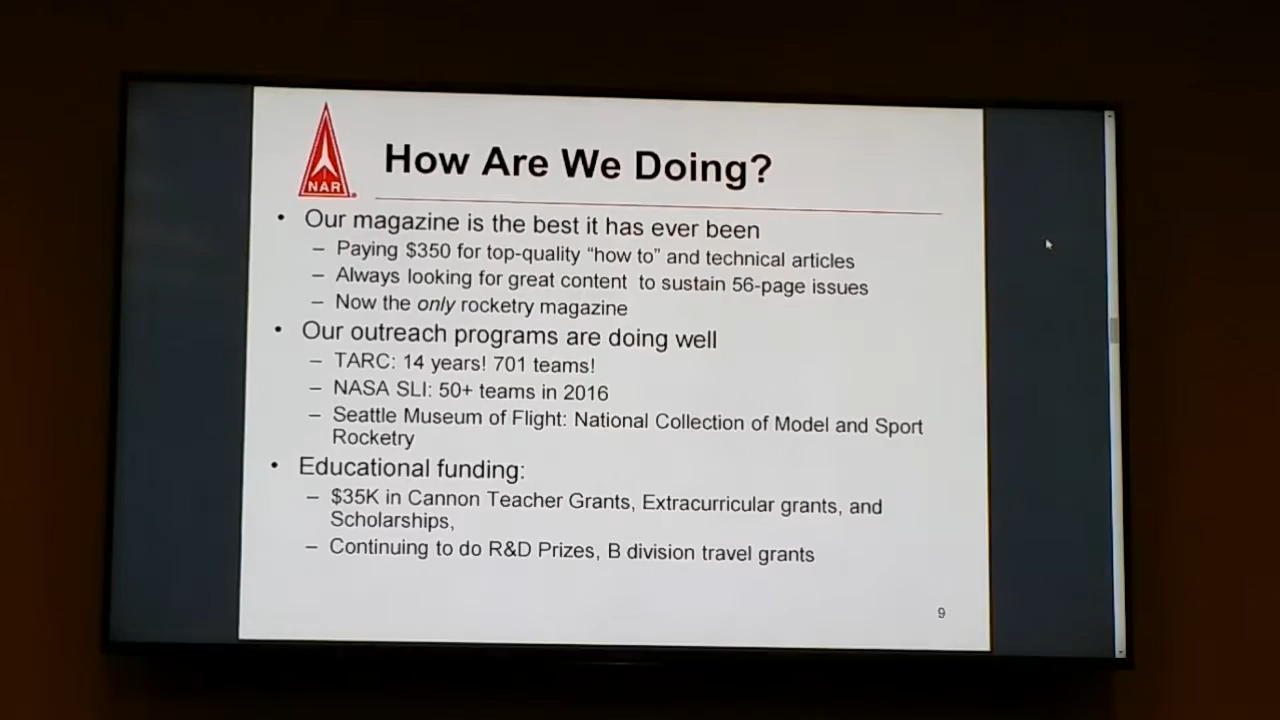 NAR
How Are We Doing?
• Our magazine is the best it has ever been
– Paying $350 for top-quality “how to” and technical articles
– Always looking for great content to sustain 56-page issues
– Now the only rocketry magazine
• Our outreach programs are doing well
– TARC: 14 years! 701 teams!
– NASA SLI: 50+ teams in 2016
– Seattle Museum of Flight: National Collection of Model and Sport
Rocketry
• Educational funding:
– $35K in Cannon Teacher Grants, Extracurricular grants, and
Scholarships,
– Continuing to do R&D Prizes, B division travel grants
9